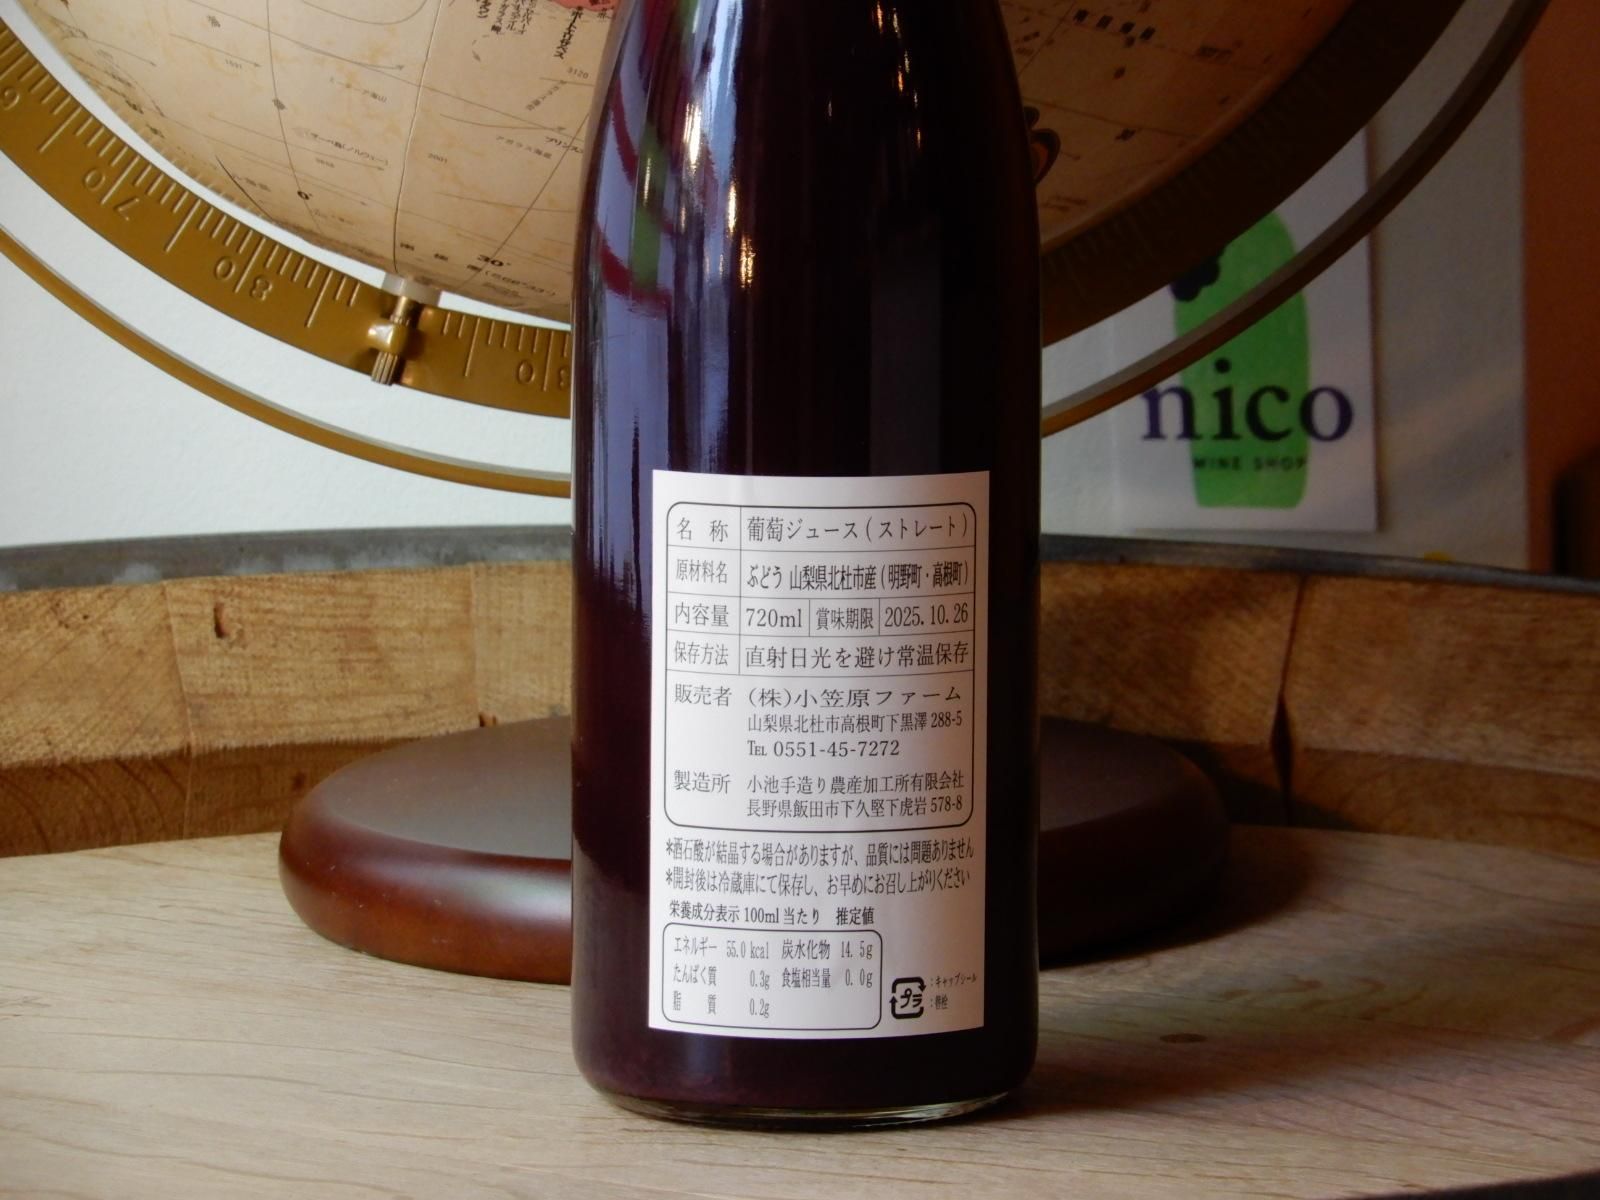 nico
WINE SHOP
名称 葡萄ジュース(ストレート)
原材料名 ぶどう 山梨県北杜市産(明野町・高根町)
内容量 720ml 賞味期限 2025.10.26
保存方法 直射日光を避け常温保存
販売者 (株)小笠原ファーム
山梨県北杜市高根町下黒澤 288-5
TEL 0551-45-7272
製造所 小池手造り農産加工所有限会社
長野県飯田市下久堅下虎岩 578-8
*酒石酸が結晶する場合がありますが、品質には問題ありません
*開封後は冷蔵庫にて保存し、お早めにお召し上がりください
栄養成分表示 100ml当たり 推定値
エネルギー 55.0kcal 炭水化物 14.5g
たんぱく質 0.3g 食塩相当量 0.0g
脂質 0.2g
プラ :キャップシール